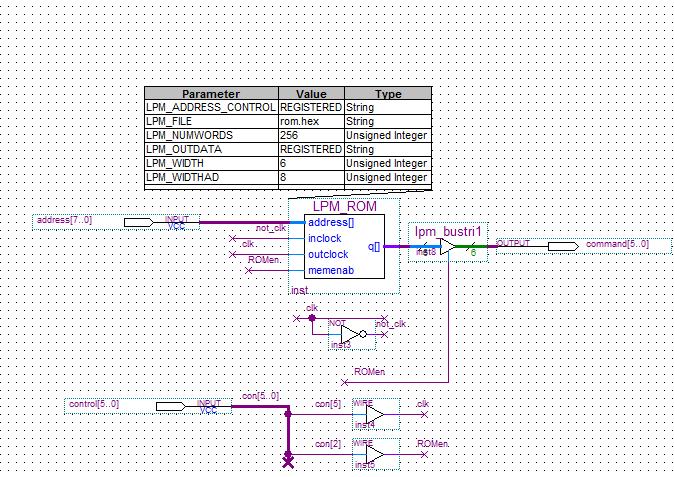 Parameter Value Type
LPM_ADDRESS_CONTROL REGISTERED String
LPM_FILE rom.hex String
LPM_NUMWORDS 256 Unsigned Integer
LPM_OUTDATA REGISTERED String
LPM_WIDTH 6 Unsigned Integer
LPM_WIDTHAD 8 Unsigned Integer
LPM_ROM
address[7..0] INPUT VCC
address[]
not_clk inclock
clk outclock
ROMen memenab
q[]
inst
lpm_bustri1
inst8
6
OUTPUT command[5..0]
clk
NOT
not_clk
inst3
ROMen
control[5..0] INPUT VCC
con[5..0]
con[5] WIRE clk
inst4
con[2] WIRE ROMen
inst5